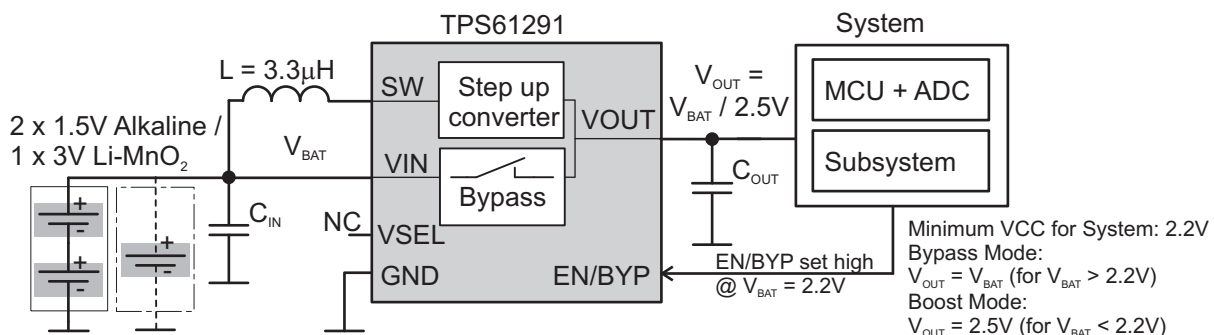 TPS61291
System
L = 3.3μH
SW
Step up
converter
VOUT
V_OUT =
V_BAT / 2.5V
MCU + ADC
Subsystem
2 x 1.5V Alkaline /
1 x 3V Li-MnO₂
V_BAT
VIN
Bypass
C_OUT
+
-
+
-
+
-
C_IN
NC
VSEL
GND
EN/BYP
EN/BYP set high
@ V_BAT = 2.2V
Minimum VCC for System: 2.2V
Bypass Mode:
V_OUT = V_BAT (for V_BAT > 2.2V)
Boost Mode:
V_OUT = 2.5V (for V_BAT < 2.2V)